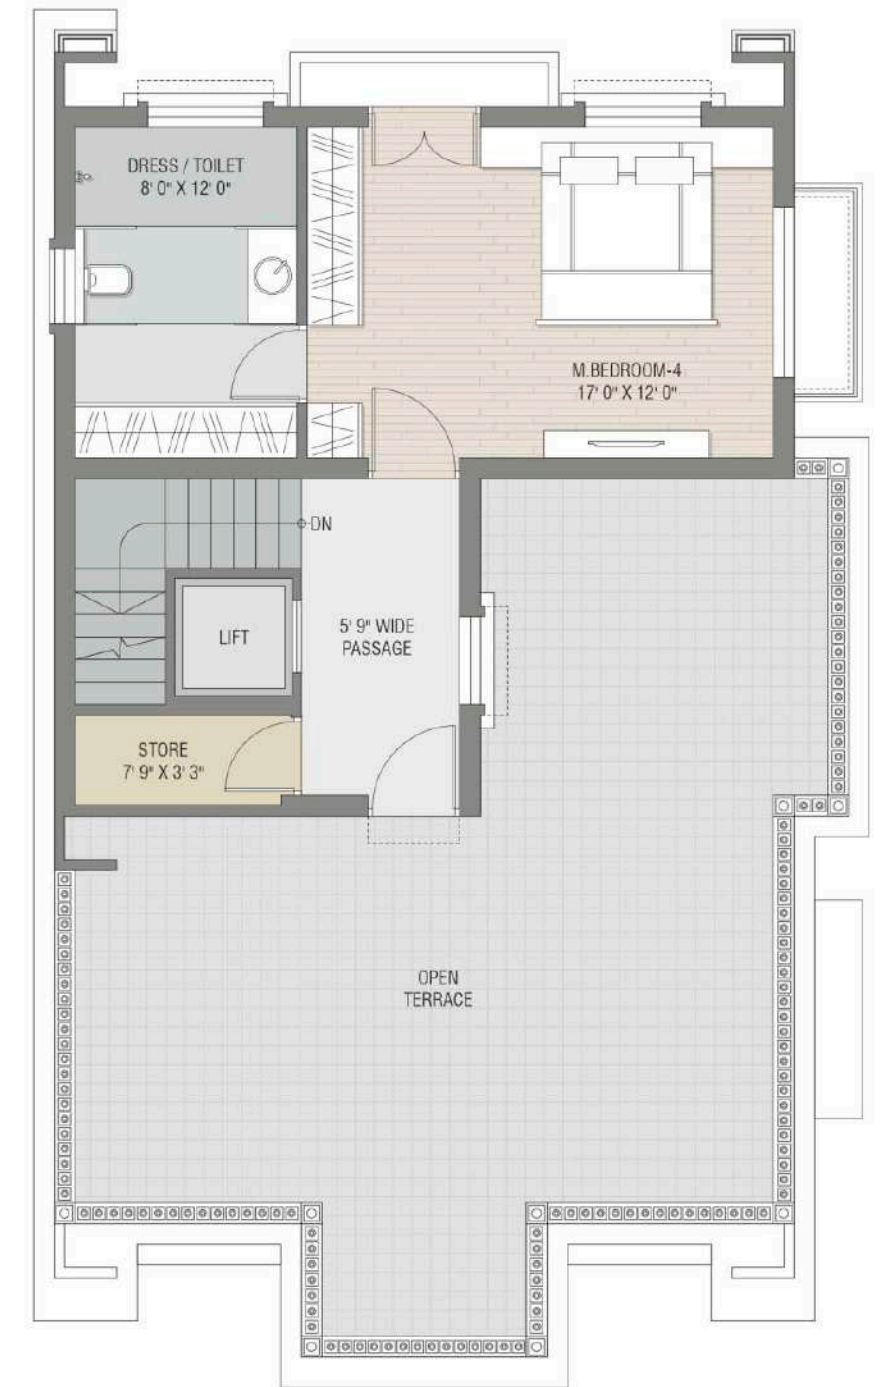 DRESS / TOILET
8' 0" X 12' 0"
M.BEDROOM-4
17' 0" X 12' 0"
DN
LIFT
5' 9" WIDE
PASSAGE
STORE
7' 9" X 3' 3"
OPEN
TERRACE